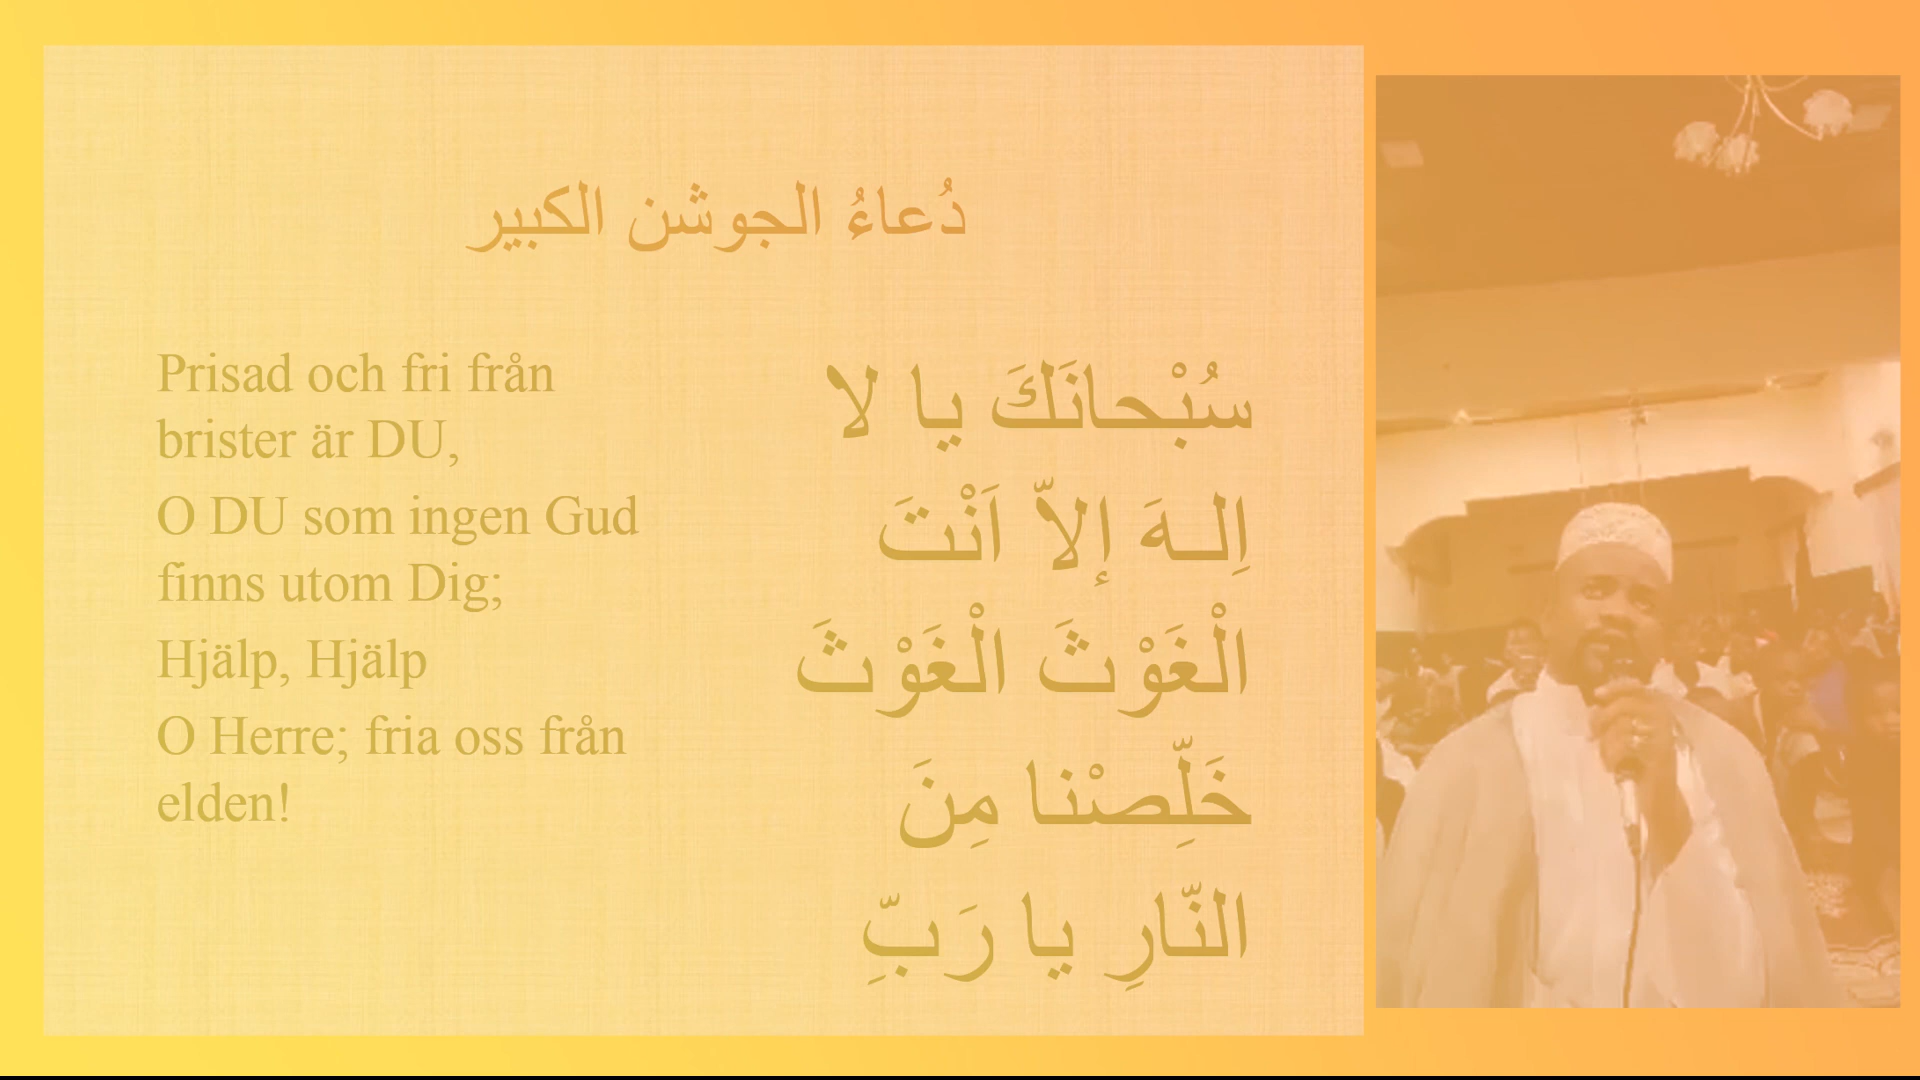 دُعاءُ الجوشن الكبير
Prisad och fri från
brister är DU,
O DU som ingen Gud
finns utom Dig;
Hjälp, Hjälp
O Herre; fria oss från
elden!
سُبْحانَكَ يا لا
اِلـهَ إلاّ اَنْتَ
الْغَوْثَ الْغَوْثَ
خَلِّصْنا مِنَ
النّارِ يا رَبِّ